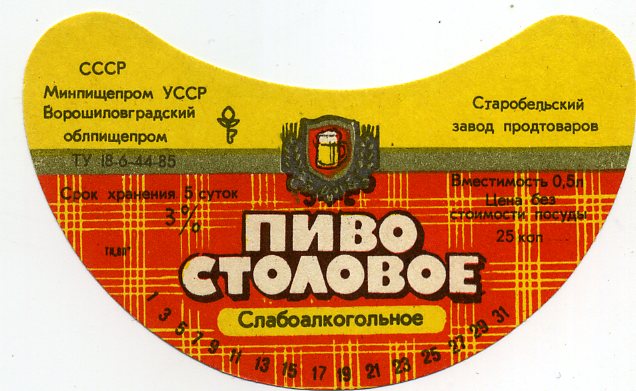 СССР
Минпищепром УССР
Ворошиловградский
облпищепром
ТУ 18-6-44-85
Срок хранения 5 суток
3%
Старобельский
завод продтоваров
Вместимость 0,5л
Цена без
стоимости посуды
25 коп
ПИВО
СТОЛОВОЕ
Слабоалкогольное
1 3 5 7 9 11 13 15 17 19 21 23 25 27 29 31